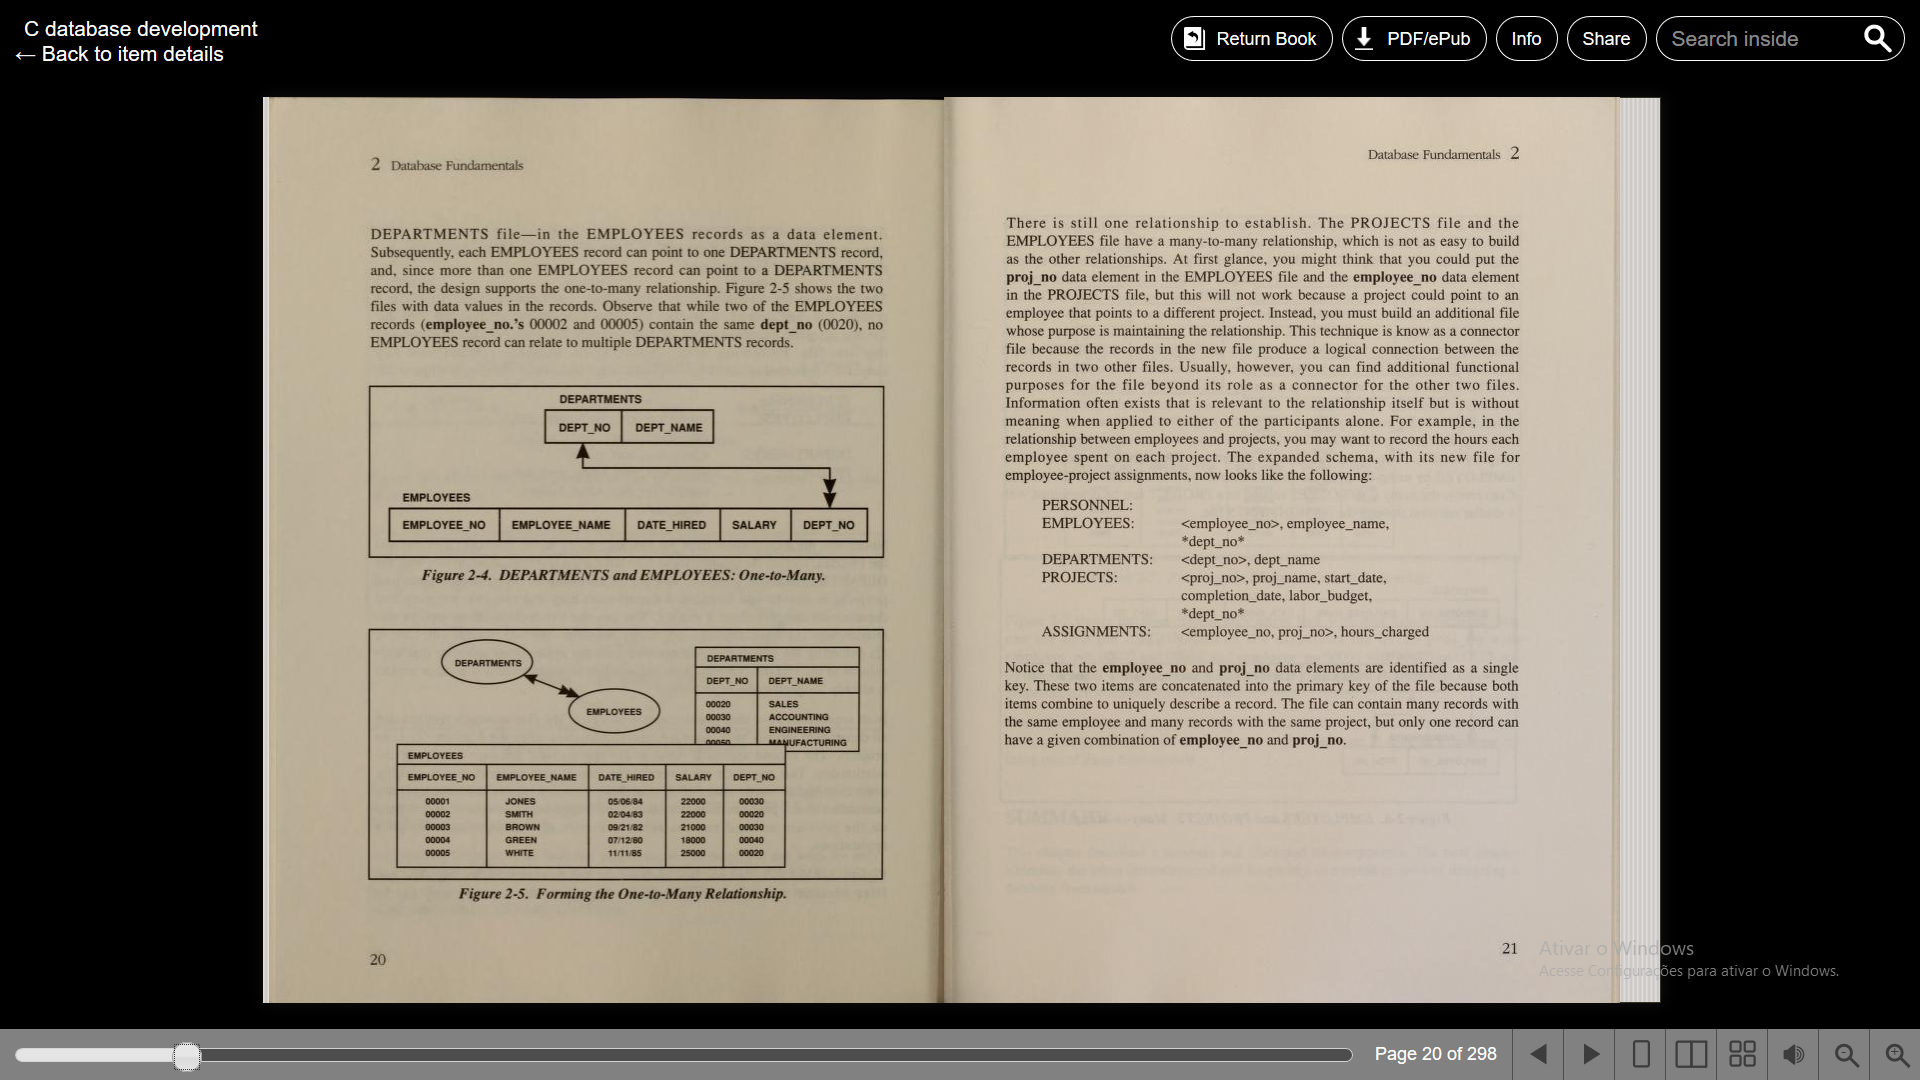 C database development
← Back to item details
Return Book
PDF/ePub
Info
Share
Search inside
2 Database Fundamentals
DEPARTMENTS file—in the EMPLOYEES records as a data element.
Subsequently, each EMPLOYEES record can point to one DEPARTMENTS record,
and, since more than one EMPLOYEES record can point to a DEPARTMENTS
record, the design supports the one-to-many relationship. Figure 2-5 shows the two
files with data values in the records. Observe that while two of the EMPLOYEES
records (employee_no.'s 00002 and 00005) contain the same dept_no (0020), no
EMPLOYEES record can relate to multiple DEPARTMENTS records.
DEPARTMENTS
DEPT_NO DEPT_NAME
EMPLOYEES
EMPLOYEE_NO EMPLOYEE_NAME DATE_HIRED SALARY DEPT_NO
Figure 2-4. DEPARTMENTS and EMPLOYEES: One-to-Many.
DEPARTMENTS
EMPLOYEES
DEPARTMENTS
DEPT_NO DEPT_NAME
00020 SALES
00030 ACCOUNTING
00040 ENGINEERING
00050 MANUFACTURING
EMPLOYEES
EMPLOYEE_NO EMPLOYEE_NAME DATE_HIRED SALARY DEPT_NO
00001 JONES 05/06/84 22000 00030
00002 SMITH 02/04/83 22000 00020
00003 BROWN 09/21/82 21000 00030
00004 GREEN 07/12/80 18000 00040
00005 WHITE 11/11/85 25000 00020
Figure 2-5. Forming the One-to-Many Relationship.
20
Database Fundamentals 2
There is still one relationship to establish. The PROJECTS file and the
EMPLOYEES file have a many-to-many relationship, which is not as easy to build
as the other relationships. At first glance, you might think that you could put the
proj_no data element in the EMPLOYEES file and the employee_no data element
in the PROJECTS file, but this will not work because a project could point to an
employee that points to a different project. Instead, you must build an additional file
whose purpose is maintaining the relationship. This technique is know as a connector
file because the records in the new file produce a logical connection between the
records in two other files. Usually, however, you can find additional functional
purposes for the file beyond its role as a connector for the other two files.
Information often exists that is relevant to the relationship itself but is without
meaning when applied to either of the participants alone. For example, in the
relationship between employees and projects, you may want to record the hours each
employee spent on each project. The expanded schema, with its new file for
employee-project assignments, now looks like the following:
PERSONNEL:
EMPLOYEES: <employee_no>, employee_name,
*dept_no*
DEPARTMENTS: <dept_no>, dept_name
PROJECTS: <proj_no>, proj_name, start_date,
completion_date, labor_budget,
*dept_no*
ASSIGNMENTS: <employee_no, proj_no>, hours_charged
Notice that the employee_no and proj_no data elements are identified as a single
key. These two items are concatenated into the primary key of the file because both
items combine to uniquely describe a record. The file can contain many records with
the same employee and many records with the same project, but only one record can
have a given combination of employee_no and proj_no.
21
Ativar o Windows
Acesse Configurações para ativar o Windows.
Page 20 of 298